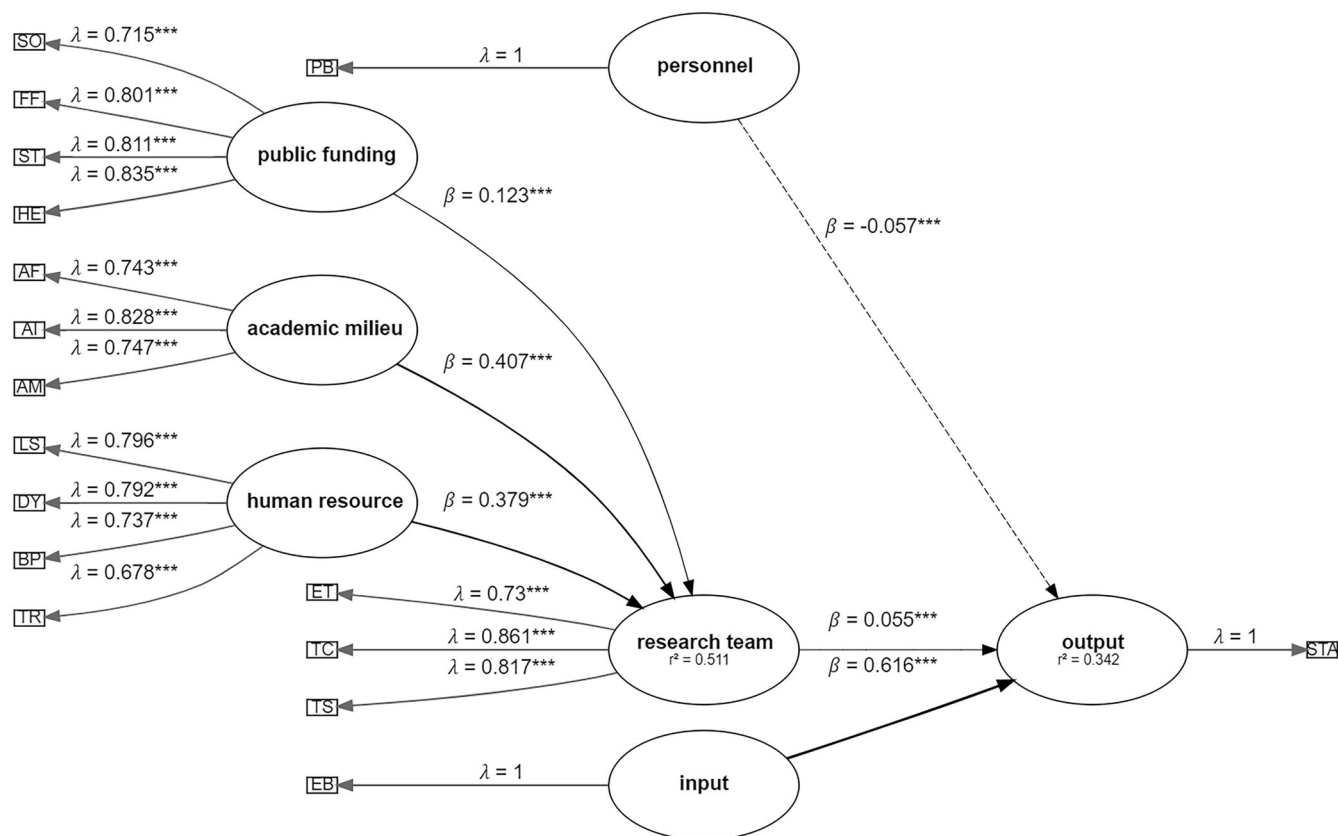 SO
λ = 0.715***
FF
λ = 0.801***
ST
λ = 0.811***
HE
λ = 0.835***
public funding
PB
λ = 1
personnel
β = 0.123***
β = -0.057***
AF
λ = 0.743***
AI
λ = 0.828***
AM
λ = 0.747***
academic milieu
β = 0.407***
LS
λ = 0.796***
DY
λ = 0.792***
BP
λ = 0.737***
TR
λ = 0.678***
human resource
β = 0.379***
ET
λ = 0.73***
TC
λ = 0.861***
TS
λ = 0.817***
research team
r² = 0.511
β = 0.055***
β = 0.616***
output
r² = 0.342
λ = 1
STA
EB
λ = 1
input